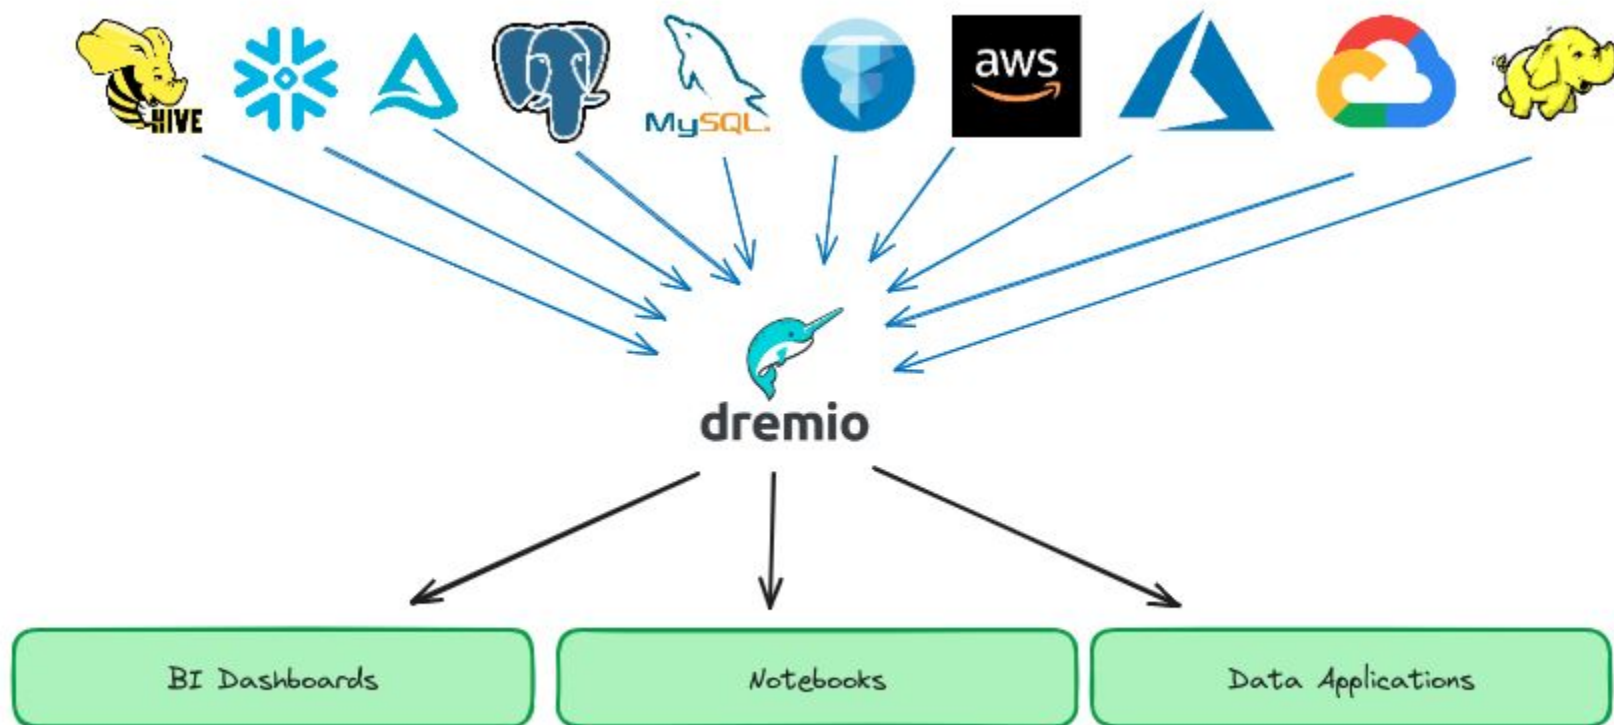 HIVE
MySQL.
aws
dremio
BI Dashboards
Notebooks
Data Applications